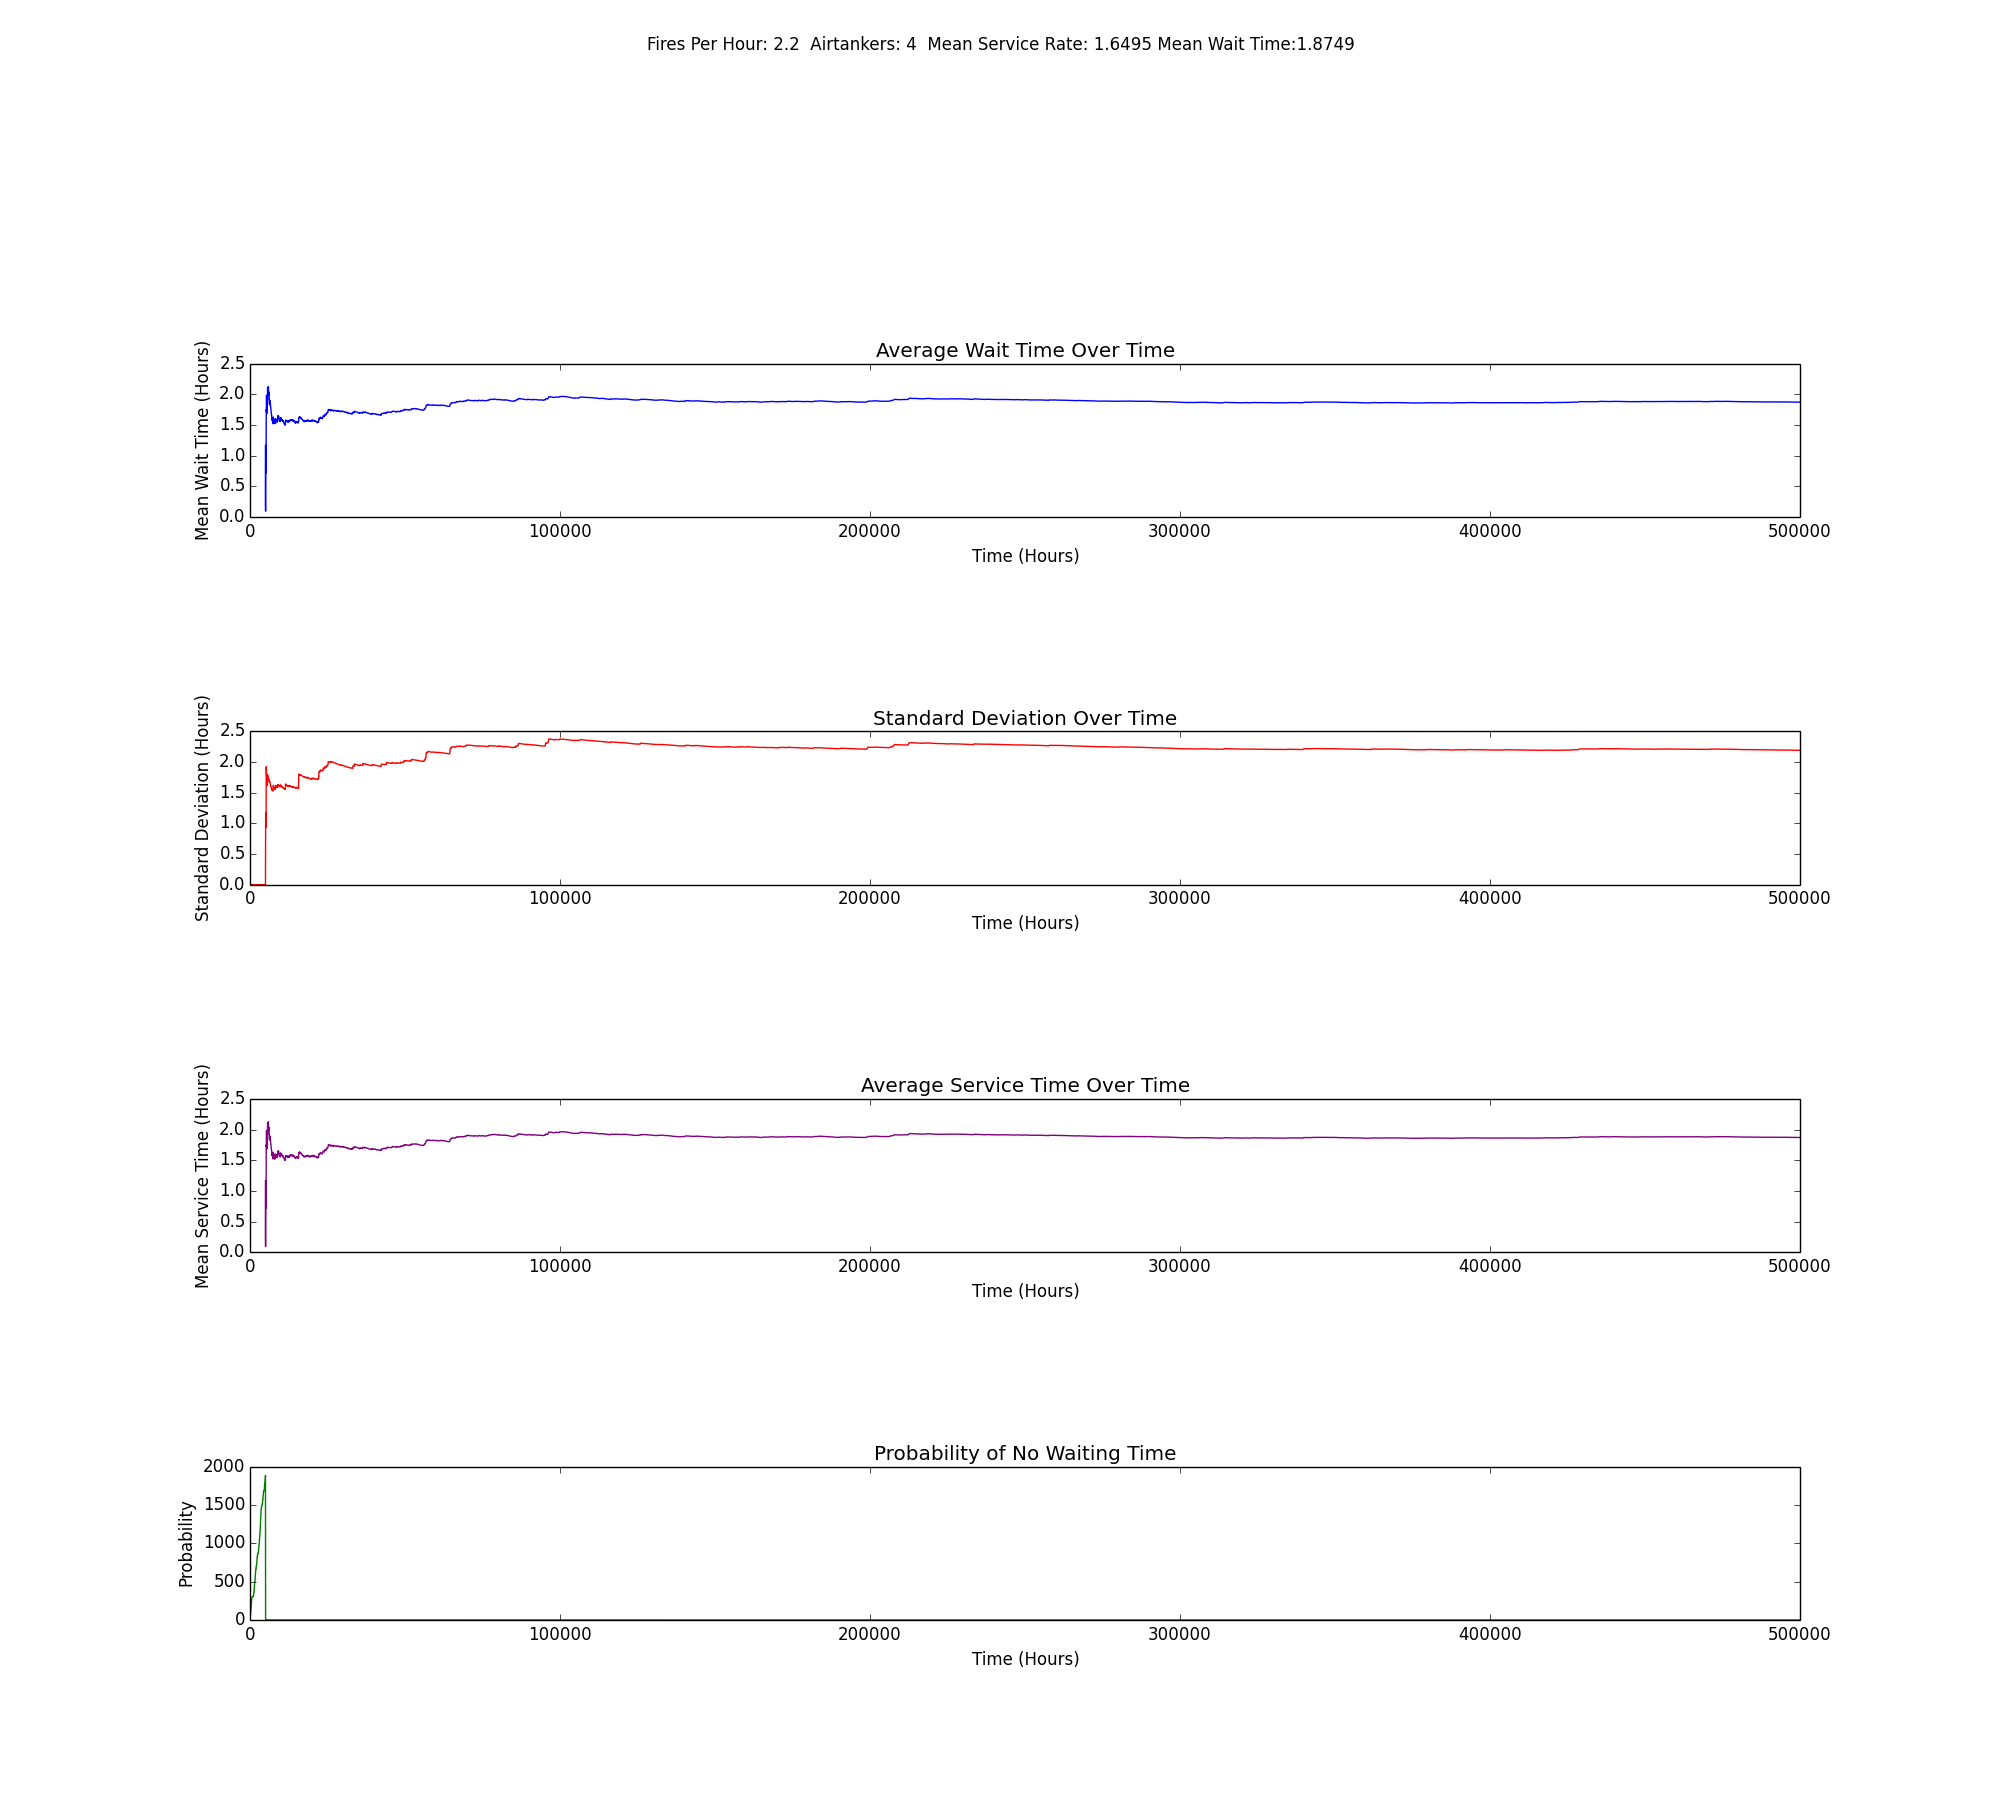 Fires Per Hour: 2.2  Airtankers: 4  Mean Service Rate: 1.6495 Mean Wait Time:1.8749
Average Wait Time Over Time
Mean Wait Time (Hours)
2.5
2.0
1.5
1.0
0.5
0.0
0 100000 200000 300000 400000 500000
Time (Hours)
Standard Deviation Over Time
Standard Deviation (Hours)
2.5
2.0
1.5
1.0
0.5
0.0
0 100000 200000 300000 400000 500000
Time (Hours)
Average Service Time Over Time
Mean Service Time (Hours)
2.5
2.0
1.5
1.0
0.5
0.0
0 100000 200000 300000 400000 500000
Time (Hours)
Probability of No Waiting Time
Probability
2000
1500
1000
500
0
0 100000 200000 300000 400000 500000
Time (Hours)